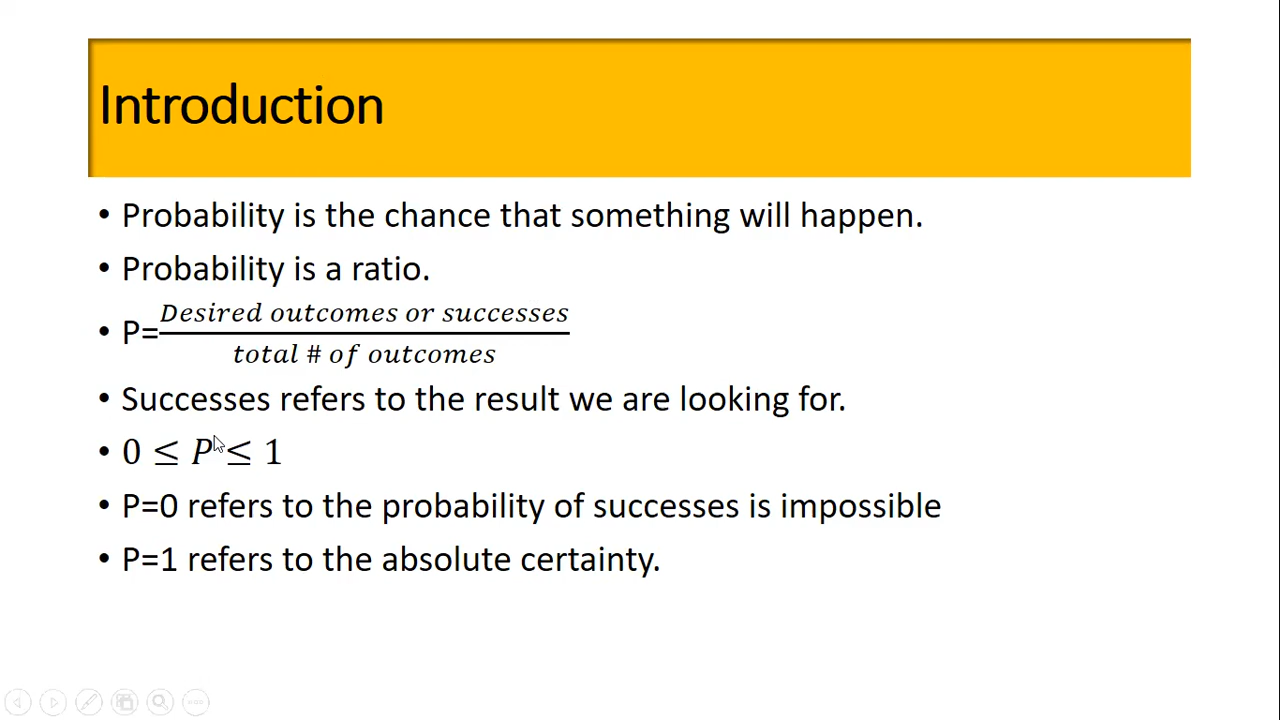 Introduction
• Probability is the chance that something will happen.
• Probability is a ratio.
• P=Desired outcomes or successes / total # of outcomes
• Successes refers to the result we are looking for.
• 0 ≤ P ≤ 1
• P=0 refers to the probability of successes is impossible
• P=1 refers to the absolute certainty.